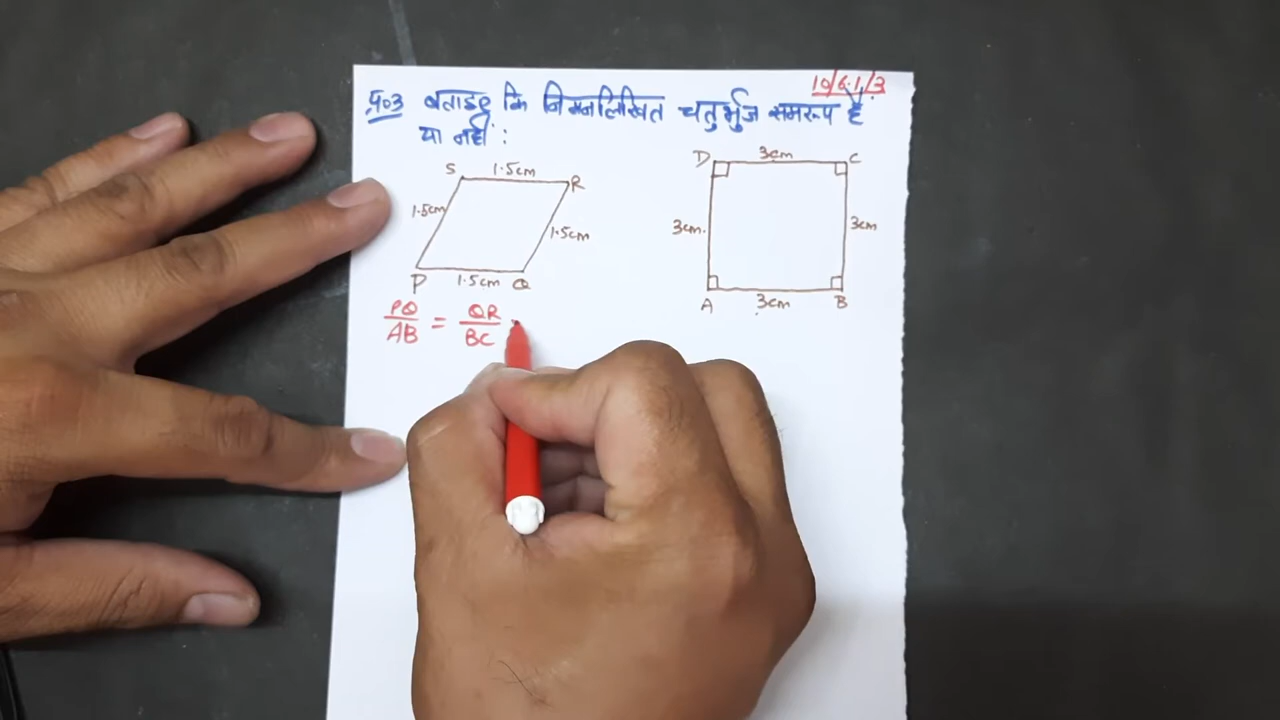 10/6.1/3
प्र०3 बताइए कि निम्नलिखित चतुर्भुज समरूप हैं
या नहीं :
S 1.5cm R
1.5cm
1.5cm
P 1.5cm Q
D 3cm C
3cm.
3cm
A 3cm B
PQ/AB = QR/BC